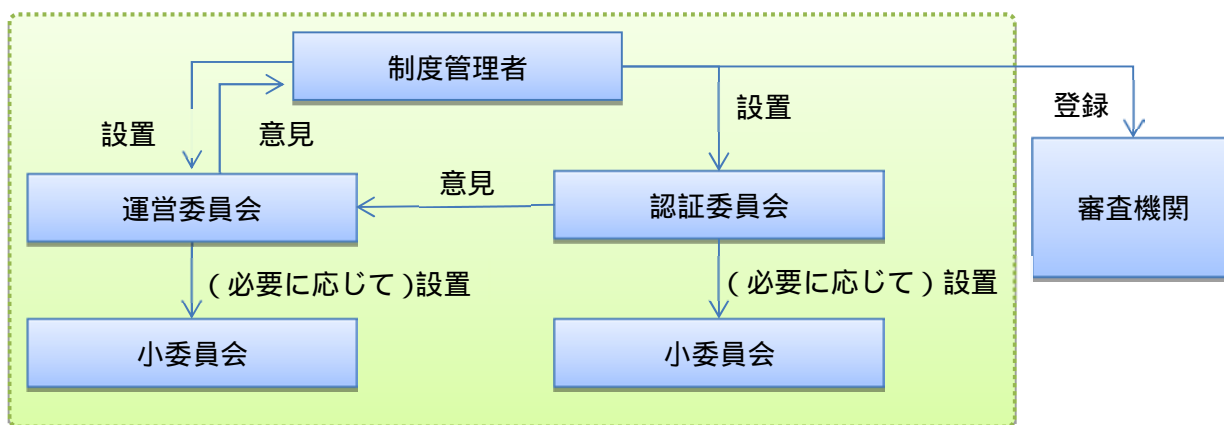 制度管理者
設置
意見
設置
登録
運営委員会
意見
認証委員会
審査機関
(必要に応じて)設置
(必要に応じて)設置
小委員会
小委員会